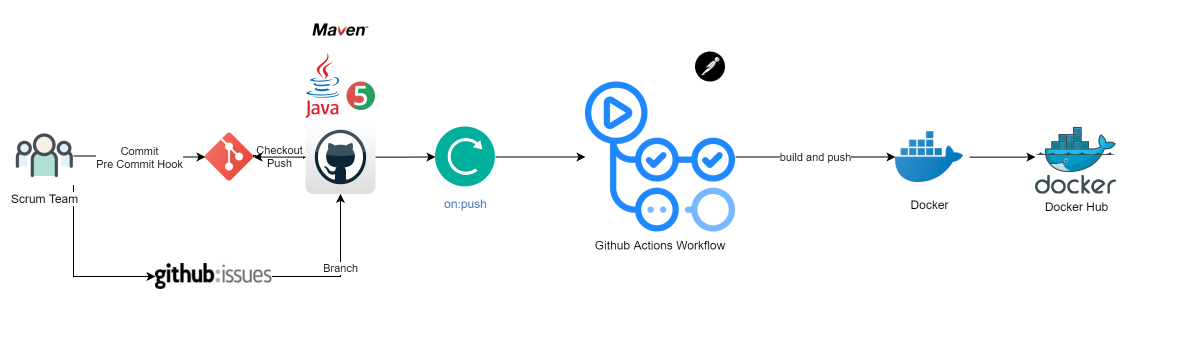 Maven™
Java
5
Commit
Pre Commit Hook
Checkout
Push
Scrum Team
on:push
build and push
Docker
docker
Docker Hub
Github Actions Workflow
github:issues
Branch